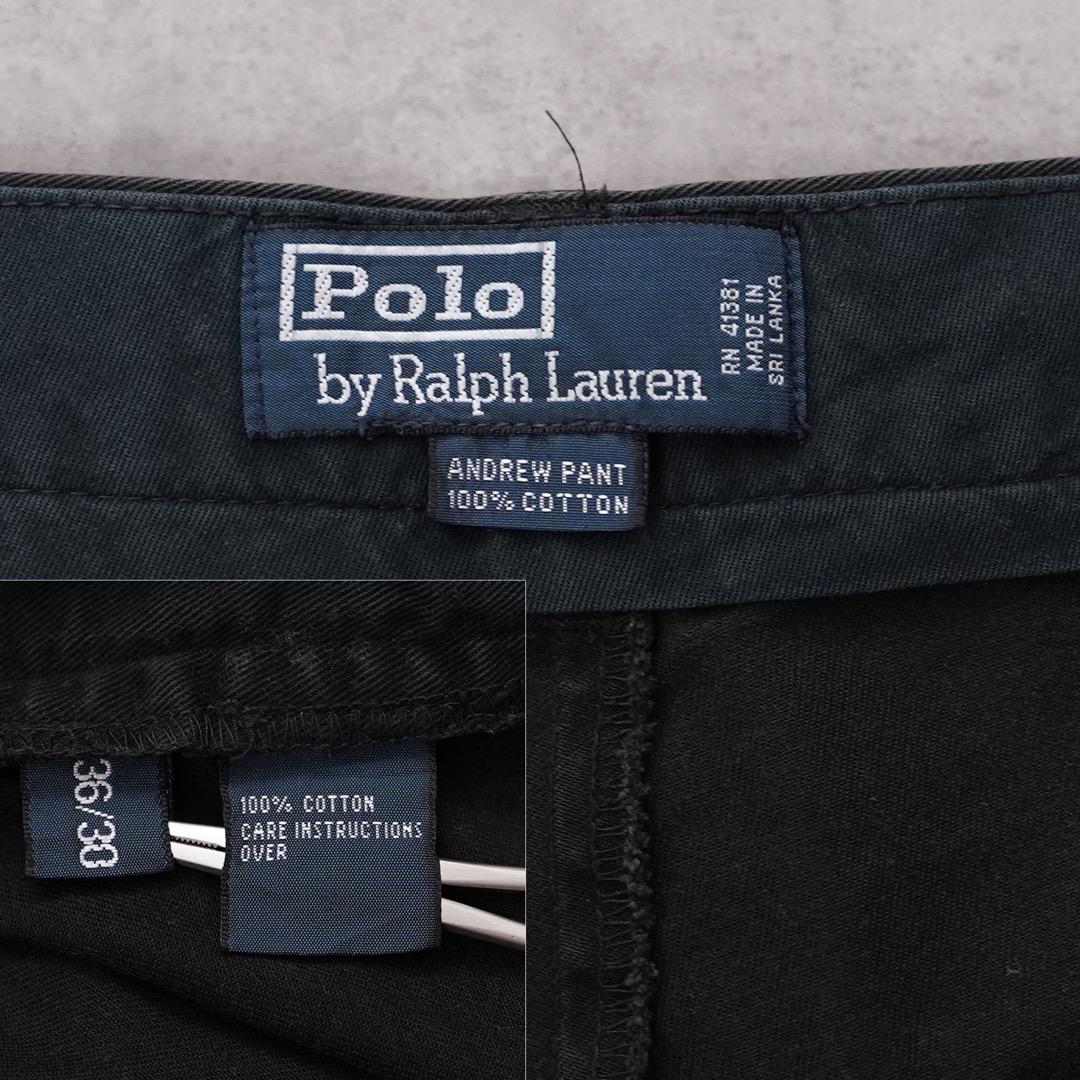 Polo
by Ralph Lauren
RN 41381
MADE IN
SRI LANKA
ANDREW PANT
100% COTTON
36/30
100% COTTON
CARE INSTRUCTIONS
OVER